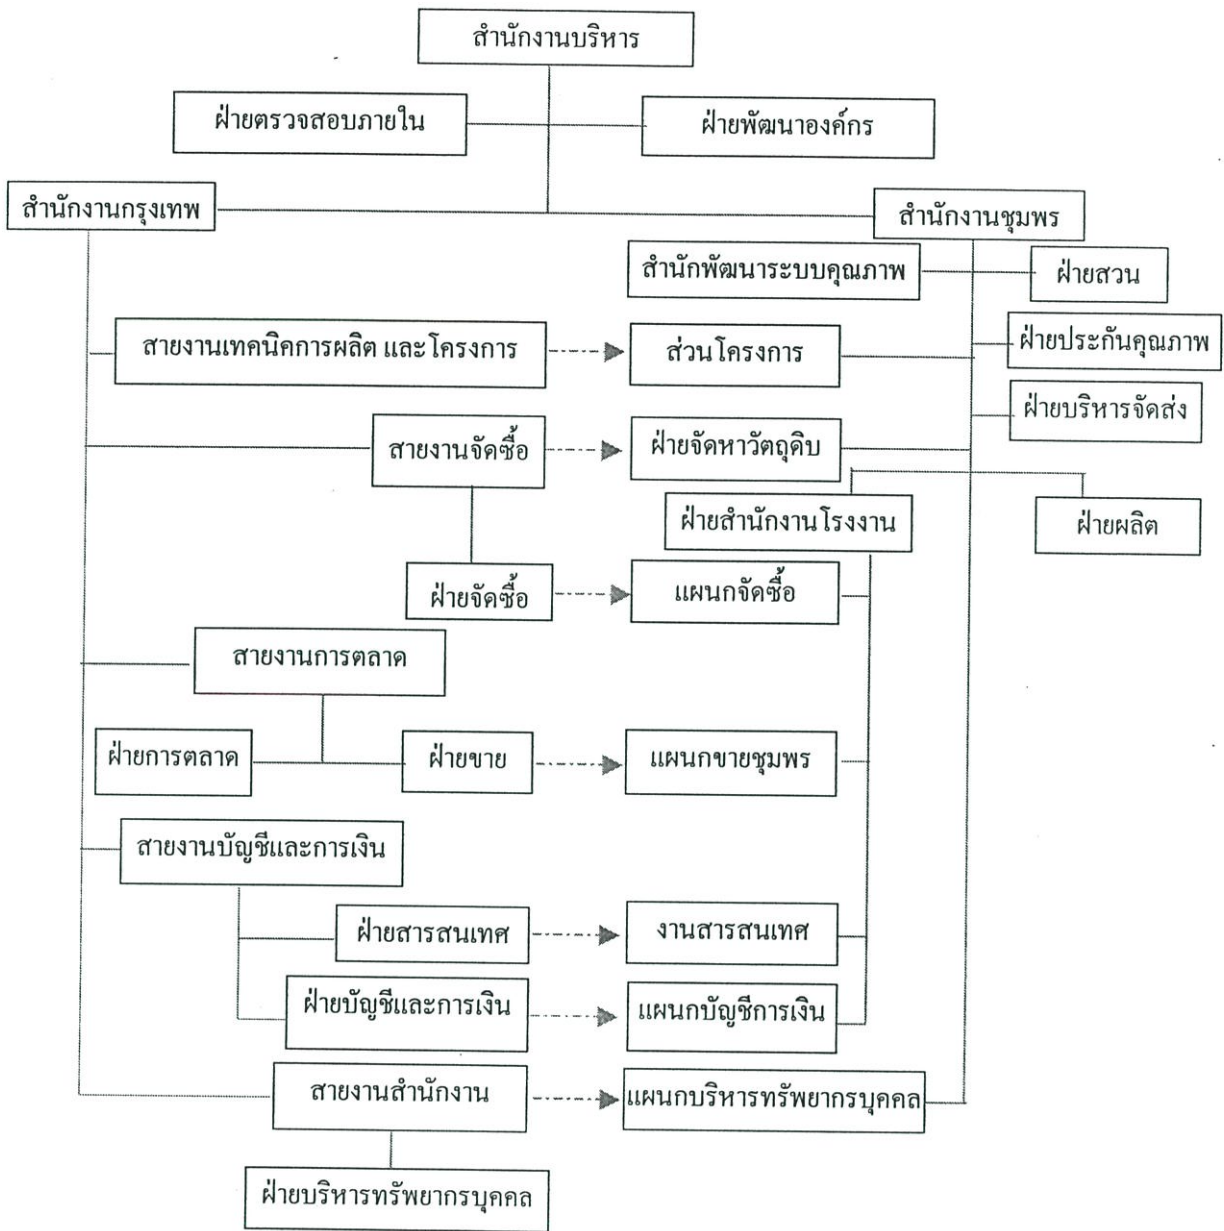 สำนักงานบริหาร
ฝ่ายตรวจสอบภายใน
ฝ่ายพัฒนาองค์กร
สำนักงานกรุงเทพ
สำนักงานชุมพร
สำนักพัฒนาระบบคุณภาพ
ฝ่ายสวน
สายงานเทคนิคการผลิต และโครงการ
ส่วนโครงการ
ฝ่ายประกันคุณภาพ
ฝ่ายบริหารจัดส่ง
สายงานจัดซื้อ
ฝ่ายจัดหาวัตถุดิบ
ฝ่ายสำนักงานโรงงาน
ฝ่ายผลิต
ฝ่ายจัดซื้อ
แผนกจัดซื้อ
สายงานการตลาด
ฝ่ายการตลาด
ฝ่ายขาย
แผนกขายชุมพร
สายงานบัญชีและการเงิน
ฝ่ายสารสนเทศ
งานสารสนเทศ
ฝ่ายบัญชีและการเงิน
แผนกบัญชีการเงิน
สายงานสำนักงาน
แผนกบริหารทรัพยากรบุคคล
ฝ่ายบริหารทรัพยากรบุคคล